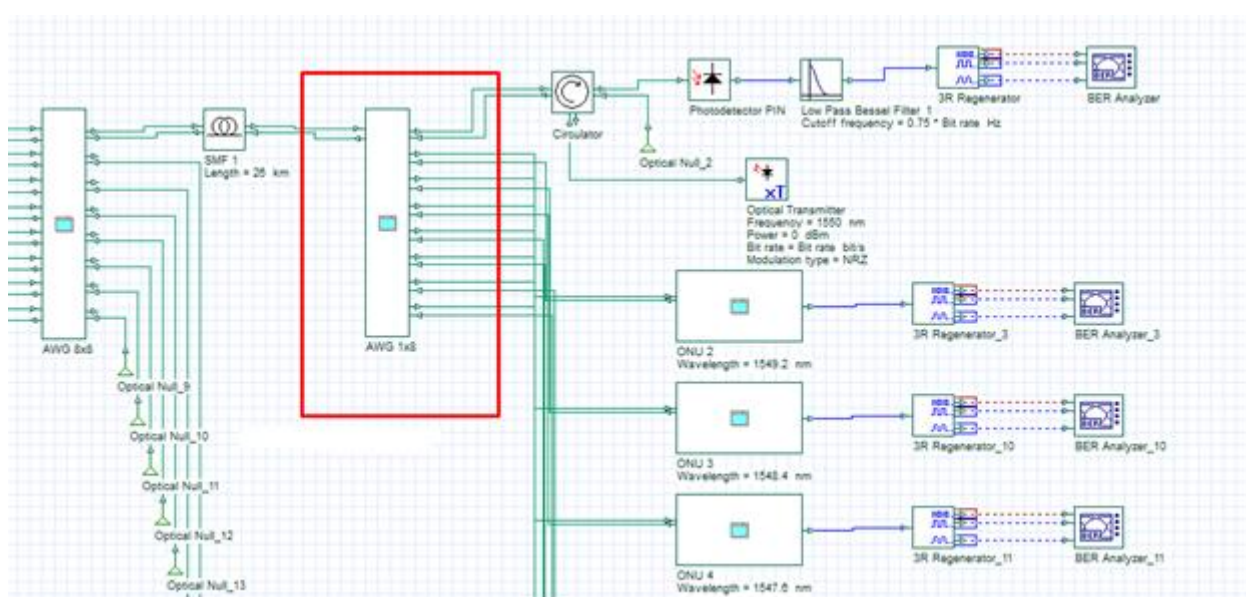 Photodetector PIN
Low Pass Bessel Filter_1
Cutoff frequency = 0.75 * Bit rate Hz
3R Regenerator
BER Analyzer
Circulator
Optical Null_2
SMF 1
Length = 25 km
xT
Optical Transmitter
Frequency = 1550 nm
Power = 0 dBm
Bit rate = Bit rate bit/s
Modulation type = NRZ
AWG 8x8
AWG 1x8
ONU 2
Wavelength = 1549.2 nm
3R Regenerator_3
BER Analyzer_3
Optical Null_9
Optical Null_10
Optical Null_11
Optical Null_12
Optical Null_13
ONU 3
Wavelength = 1548.4 nm
3R Regenerator_10
BER Analyzer_10
ONU 4
Wavelength = 1547.6 nm
3R Regenerator_11
BER Analyzer_11